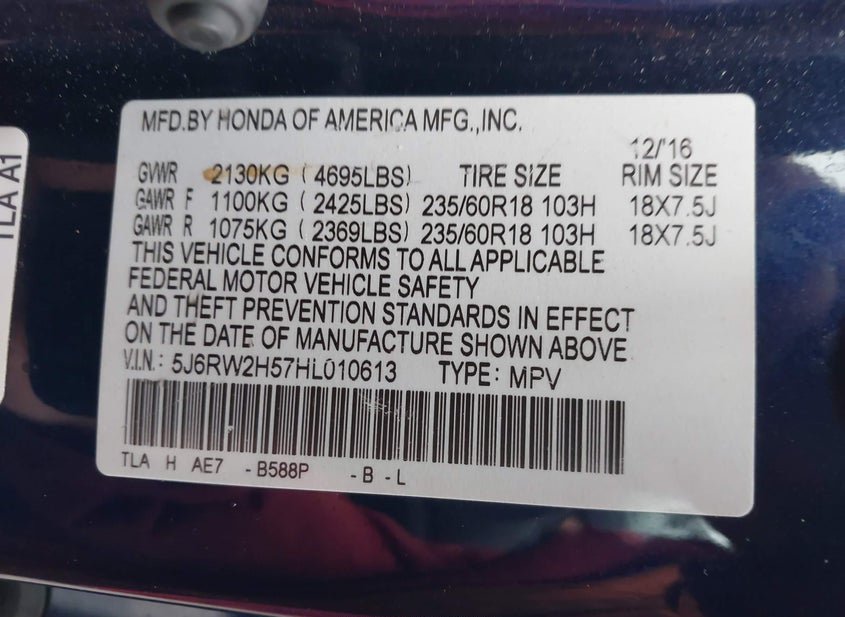 TLA A1
MFD.BY HONDA OF AMERICA MFG.,INC.
12/'16
GVWR 2130KG (4695LBS) TIRE SIZE RIM SIZE
GAWR F 1100KG (2425LBS) 235/60R18 103H 18X7.5J
GAWR R 1075KG (2369LBS) 235/60R18 103H 18X7.5J
THIS VEHICLE CONFORMS TO ALL APPLICABLE
FEDERAL MOTOR VEHICLE SAFETY
AND THEFT PREVENTION STANDARDS IN EFFECT
ON THE DATE OF MANUFACTURE SHOWN ABOVE
V.I.N.: 5J6RW2H57HL010613 TYPE: MPV
TLA H AE7 - B588P - B - L